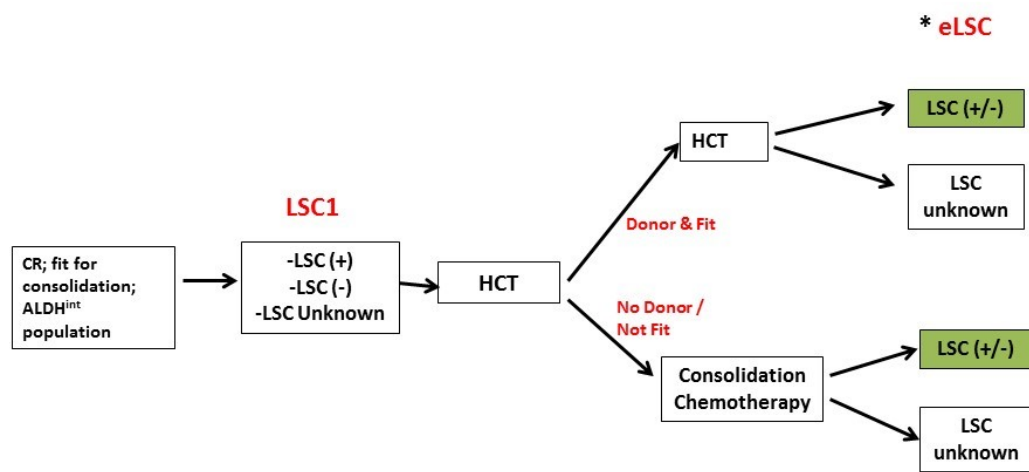 * eLSC
LSC (+/-)
HCT
LSC
unknown
LSC1
Donor & Fit
CR; fit for
consolidation;
ALDHint
population
-LSC (+)
-LSC (-)
-LSC Unknown
HCT
No Donor /
Not Fit
LSC (+/-)
Consolidation
Chemotherapy
LSC
unknown